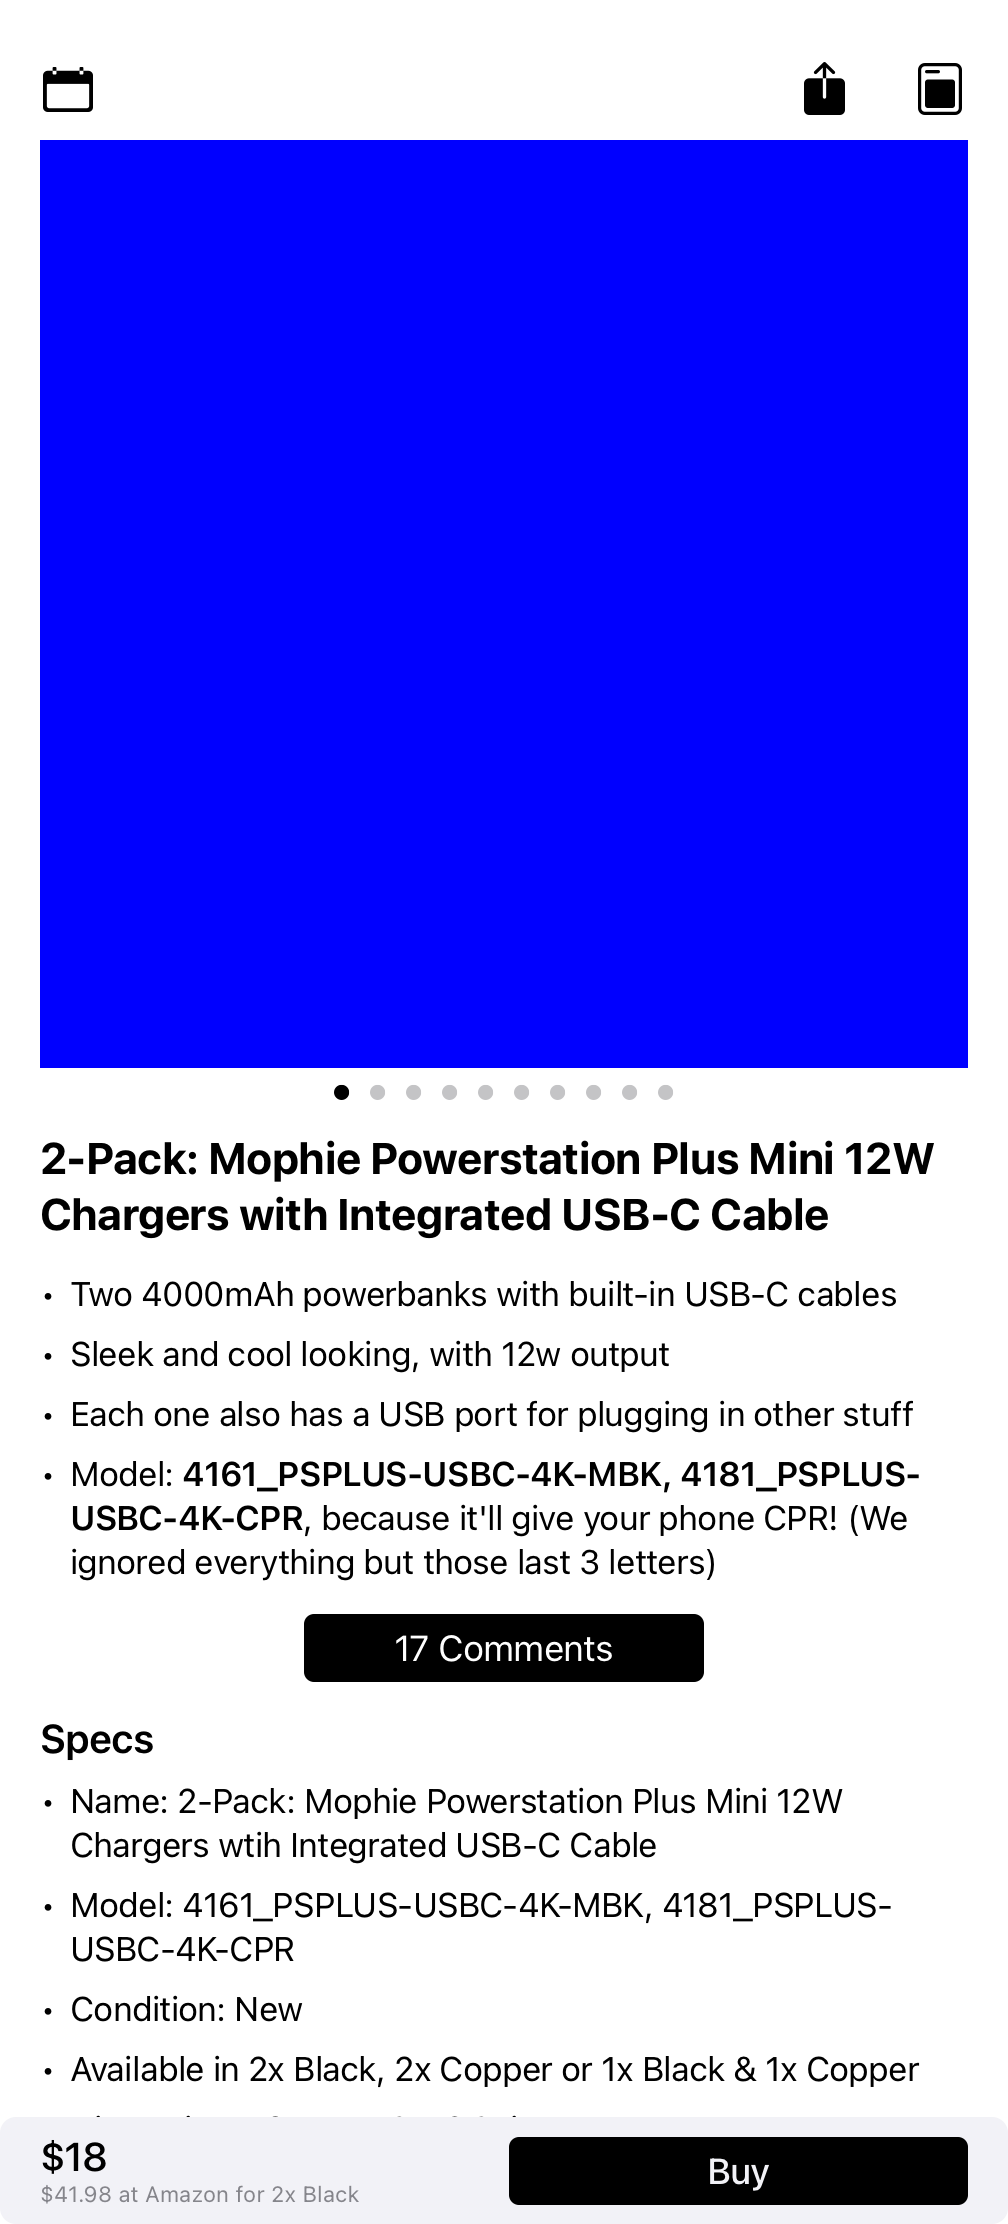 2-Pack: Mophie Powerstation Plus Mini 12W
Chargers with Integrated USB-C Cable
• Two 4000mAh powerbanks with built-in USB-C cables
• Sleek and cool looking, with 12w output
• Each one also has a USB port for plugging in other stuff
• Model: 4161_PSPLUS-USBC-4K-MBK, 4181_PSPLUS-
USBC-4K-CPR, because it'll give your phone CPR! (We
ignored everything but those last 3 letters)
17 Comments
Specs
• Name: 2-Pack: Mophie Powerstation Plus Mini 12W
Chargers wtih Integrated USB-C Cable
• Model: 4161_PSPLUS-USBC-4K-MBK, 4181_PSPLUS-
USBC-4K-CPR
• Condition: New
• Available in 2x Black, 2x Copper or 1x Black & 1x Copper
$18
$41.98 at Amazon for 2x Black
Buy